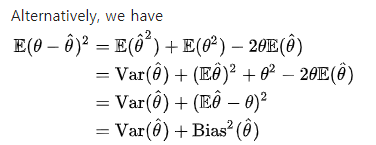 Alternatively, we have
𝔼(θ − θ̂)² = 𝔼(θ̂²) + 𝔼(θ²) − 2θ𝔼(θ̂)
= Var(θ̂) + (𝔼θ̂)² + θ² − 2θ𝔼(θ̂)
= Var(θ̂) + (𝔼θ̂ − θ)²
= Var(θ̂) + Bias²(θ̂)